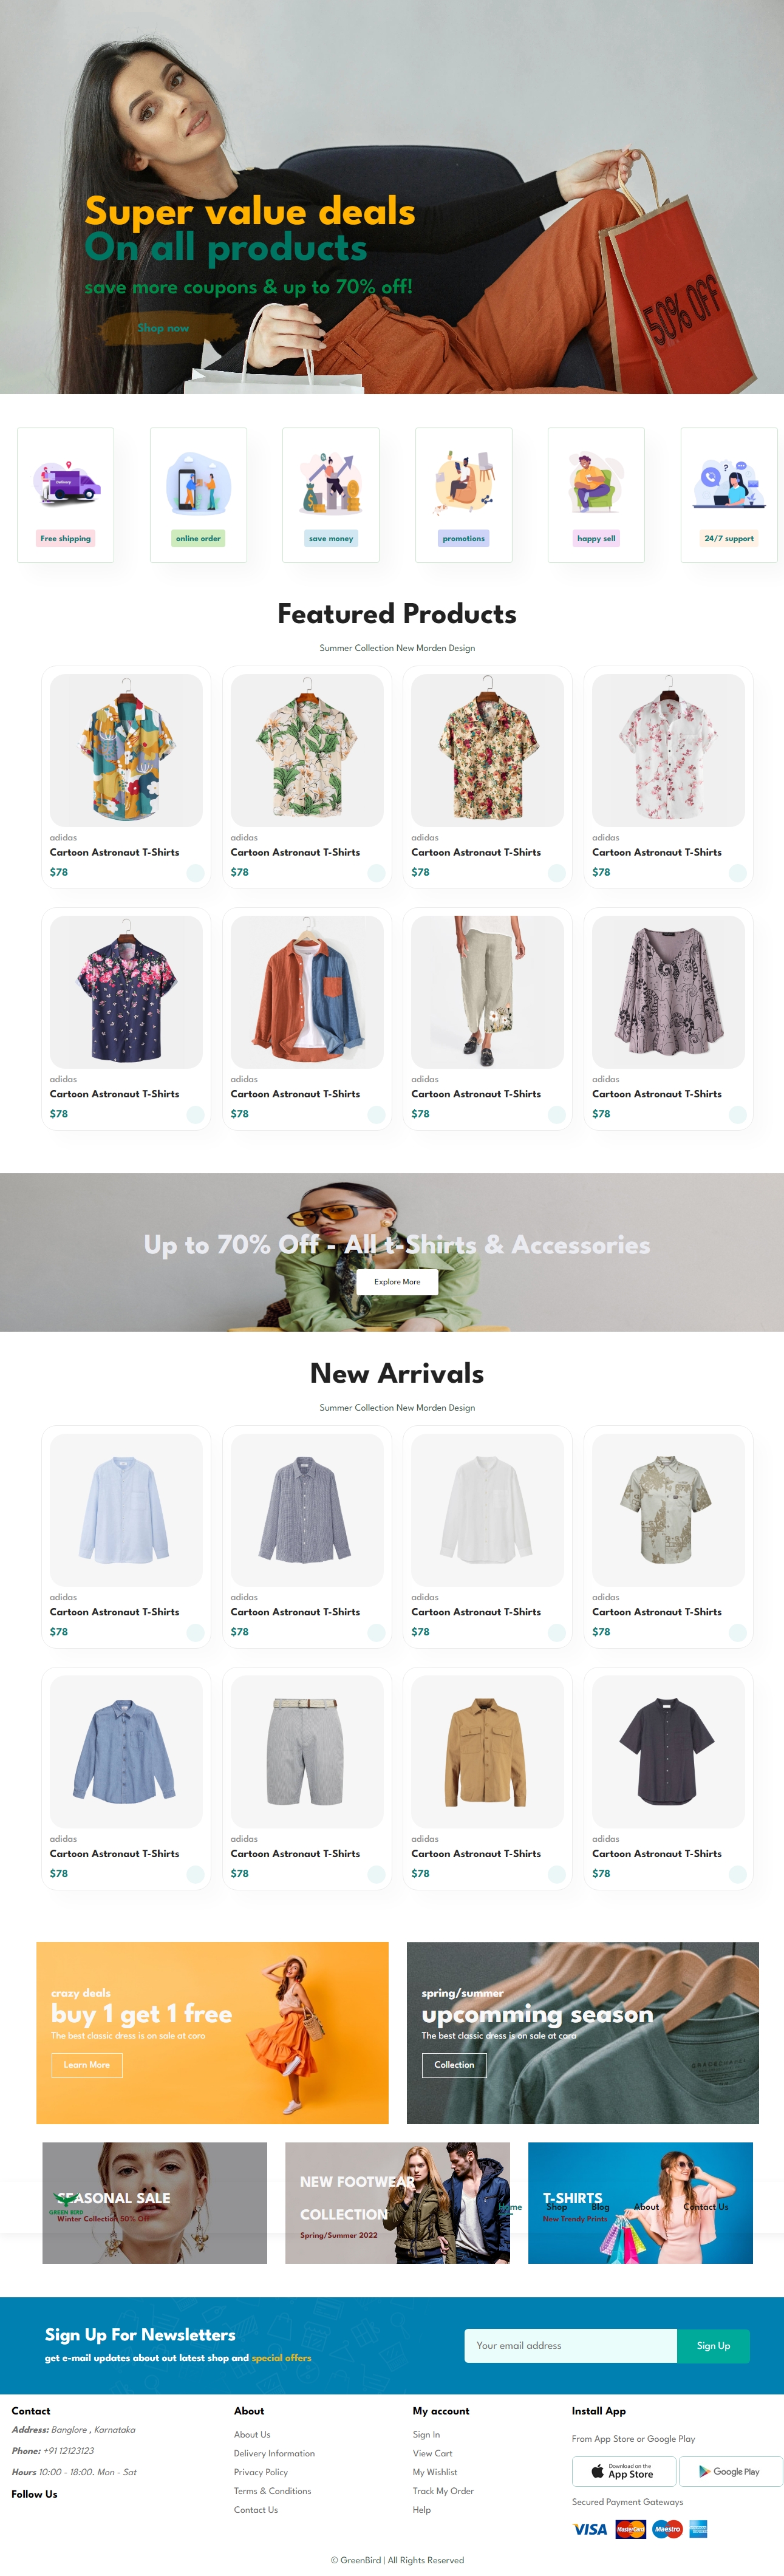 Super value deals
On all products
save more coupons & up to 70% off!
Shop now
50% OFF
Delivery
Free shipping
online order
save money
promotions
happy sell
24/7 support
Featured Products
Summer Collection New Morden Design
adidas
Cartoon Astronaut T-Shirts
$78
adidas
Cartoon Astronaut T-Shirts
$78
adidas
Cartoon Astronaut T-Shirts
$78
adidas
Cartoon Astronaut T-Shirts
$78
adidas
Cartoon Astronaut T-Shirts
$78
adidas
Cartoon Astronaut T-Shirts
$78
adidas
Cartoon Astronaut T-Shirts
$78
adidas
Cartoon Astronaut T-Shirts
$78
Up to 70% Off - All t-Shirts & Accessories
Explore More
New Arrivals
Summer Collection New Morden Design
adidas
Cartoon Astronaut T-Shirts
$78
adidas
Cartoon Astronaut T-Shirts
$78
adidas
Cartoon Astronaut T-Shirts
$78
adidas
Cartoon Astronaut T-Shirts
$78
adidas
Cartoon Astronaut T-Shirts
$78
adidas
Cartoon Astronaut T-Shirts
$78
adidas
Cartoon Astronaut T-Shirts
$78
adidas
Cartoon Astronaut T-Shirts
$78
crazy deals
buy 1 get 1 free
The best classic dress is on sale at cara
Learn More
spring/summer
upcomming season
The best classic dress is on sale at cara
Collection
SEASONAL SALE
Winter Collection 50% Off
GREEN BIRD
NEW FOOTWEAR
COLLECTION
Spring/Summer 2022
T-SHIRTS
New Trendy Prints
Home
Shop
Blog
About
Contact Us
Sign Up For Newsletters
get e-mail updates about out latest shop and special offers
Your email address
Sign Up
Contact
Address: Banglore , Karnataka
Phone: +91 12123123
Hours 10:00 - 18:00. Mon - Sat
Follow Us
About
About Us
Delivery Information
Privacy Policy
Terms & Conditions
Contact Us
My account
Sign In
View Cart
My Wishlist
Track My Order
Help
Install App
From App Store or Google Play
Download on the
App Store
Google Play
Secured Payment Gateways
VISA
MasterCard
Maestro
© GreenBird | All Rights Reserved